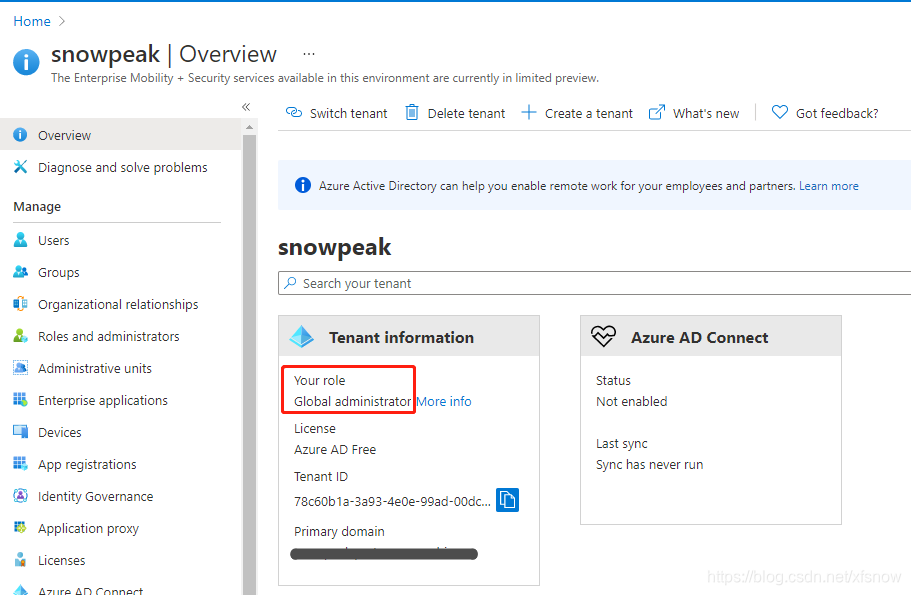 Home
snowpeak | Overview ...
The Enterprise Mobility + Security services available in this environment are currently in limited preview.
Switch tenant Delete tenant Create a tenant What's new Got feedback?
Overview
Diagnose and solve problems
Manage
Users
Groups
Organizational relationships
Roles and administrators
Administrative units
Enterprise applications
Devices
App registrations
Identity Governance
Application proxy
Licenses
Azure AD Connect
Azure Active Directory can help you enable remote work for your employees and partners. Learn more
snowpeak
Search your tenant
Tenant information
Your role
Global administrator More info
License
Azure AD Free
Tenant ID
78c60b1a-3a93-4e0e-99ad-00dc...
Primary domain
Azure AD Connect
Status
Not enabled
Last sync
Sync has never run
https://blog.csdn.net/xfsnow